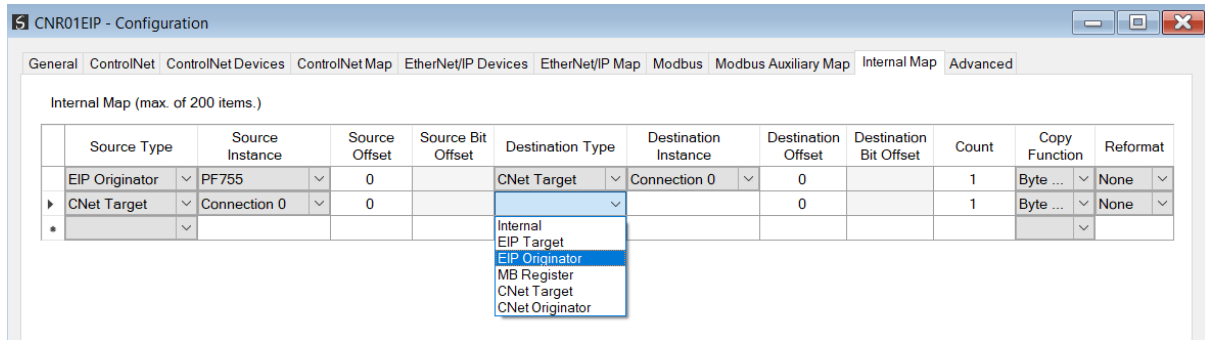 CNR01EIP - Configuration
General ControlNet ControlNet Devices ControlNet Map EtherNet/IP Devices EtherNet/IP Map Modbus Modbus Auxiliary Map Internal Map Advanced
Internal Map (max. of 200 items.)
Source Type Source Instance Source Offset Source Bit Offset Destination Type Destination Instance Destination Offset Destination Bit Offset Count Copy Function Reformat
EIP Originator PF755 0 CNet Target Connection 0 0 1 Byte ... None
CNet Target Connection 0 0 0 1 Byte ... None
Internal
EIP Target
EIP Originator
MB Register
CNet Target
CNet Originator